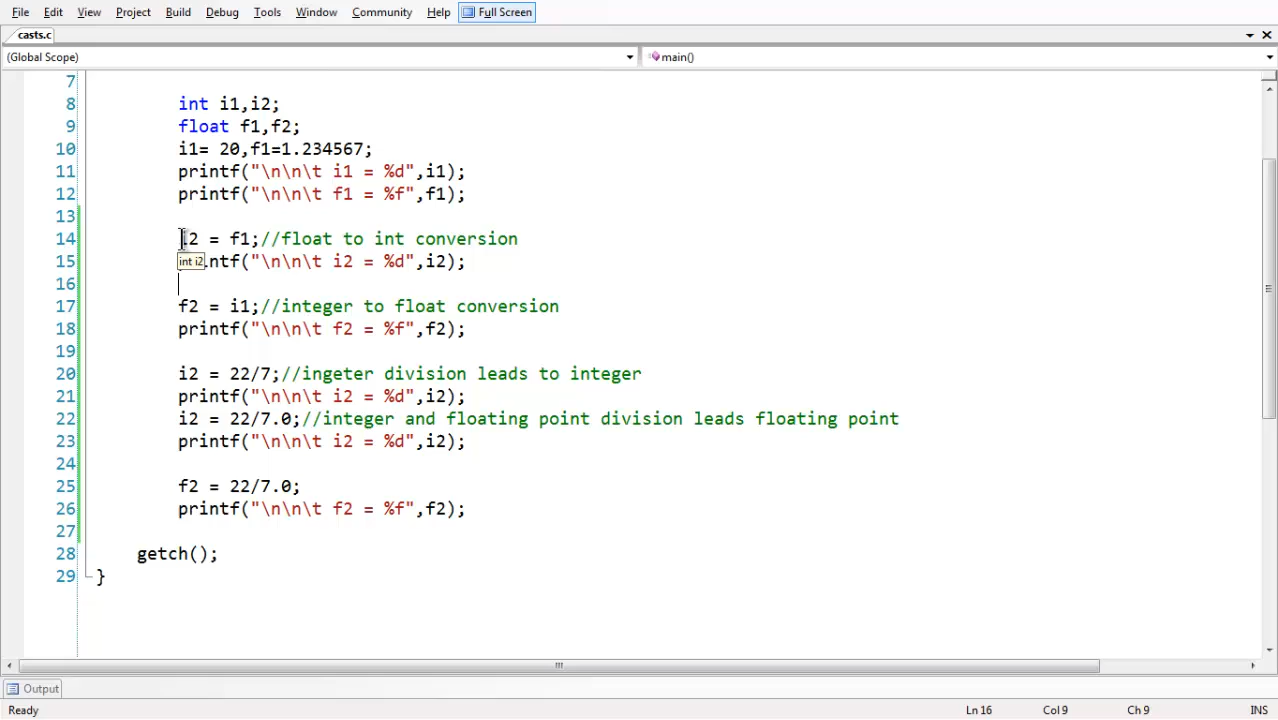 File Edit View Project Build Debug Tools Window Community Help Full Screen
casts.c
(Global Scope) main()
7
8 int i1,i2;
9 float f1,f2;
10 i1= 20,f1=1.234567;
11 printf("\n\n\t i1 = %d",i1);
12 printf("\n\n\t f1 = %f",f1);
13
14 i2 = f1;//float to int conversion
15 int i2 ntf("\n\n\t i2 = %d",i2);
16
17 f2 = i1;//integer to float conversion
18 printf("\n\n\t f2 = %f",f2);
19
20 i2 = 22/7;//ingeter division leads to integer
21 printf("\n\n\t i2 = %d",i2);
22 i2 = 22/7.0;//integer and floating point division leads floating point
23 printf("\n\n\t i2 = %d",i2);
24
25 f2 = 22/7.0;
26 printf("\n\n\t f2 = %f",f2);
27
28 getch();
29 }
Output
Ready Ln 16 Col 9 Ch 9 INS